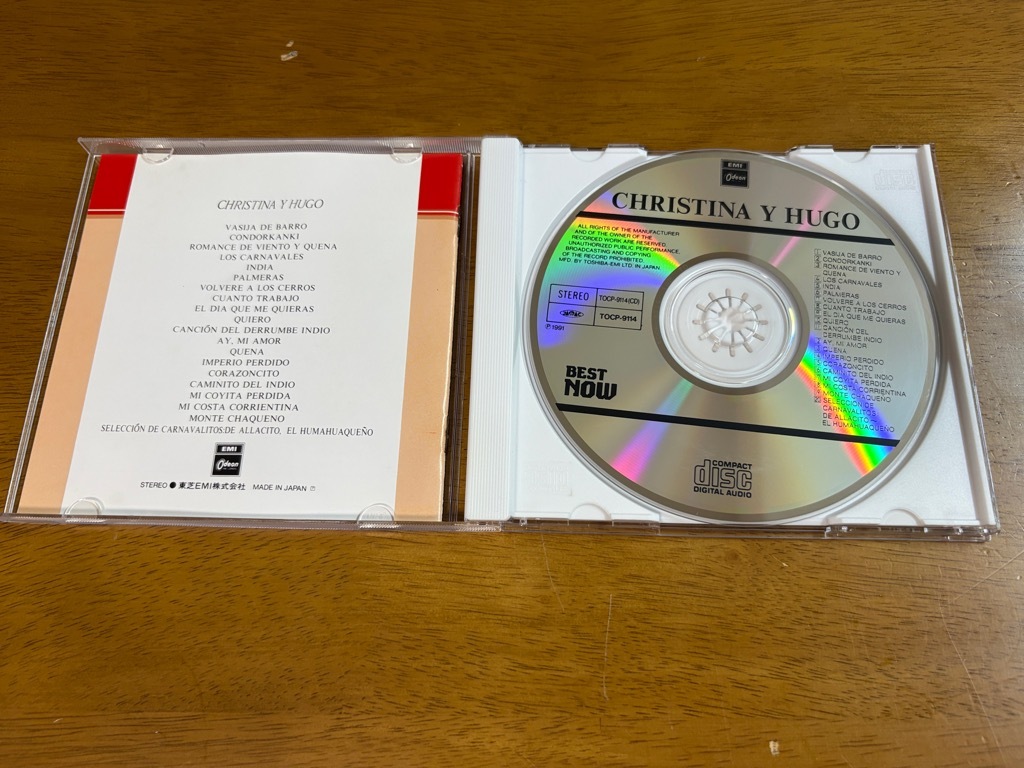 CHRISTINA Y HUGO
VASIJA DE BARRO
CONDORKANKI
ROMANCE DE VIENTO Y QUENA
LOS CARNAVALES
INDIA
PALMERAS
VOLVERE A LOS CERROS
CUANTO TRABAJO
EL DIA QUE ME QUIERAS
QUIERO
CANCIÓN DEL DERRUMBE INDIO
AY, MI AMOR
QUENA
IMPERIO PERDIDO
CORAZONCITO
CAMINITO DEL INDIO
MI COYITA PERDIDA
MI COSTA CORRIENTINA
MONTE CHAQUENO
SELECCIÓN DE CARNAVALITOS:DE ALLACITO, EL HUMAHUAQEÑO
EMI
Odeon
STEREO ● 東芝EMI株式会社 MADE IN JAPAN Ⓟ
EMI
Odeon
CHRISTINA Y HUGO
ALL RIGHTS OF THE MANUFACTURER
AND OF THE OWNER OF THE
RECORDED WORK ARE RESERVED.
UNAUTHORIZED PUBLIC PERFORMANCE,
BROADCASTING AND COPYING
OF THE RECORD PROHIBITED.
MFD. BY TOSHIBA-EMI LTD. IN JAPAN.
STEREO
TOCP-9114(CD)
TOCP-9114
Ⓟ1991
BEST
NOW
VASIJA DE BARRO
CONDORKANKI
ROMANCE DE VIENTO Y
QUENA
LOS CARNAVALES
INDIA
PALMERAS
VOLVERE A LOS CERROS
CUANTO TRABAJO
EL DIA QUE ME QUIERAS
QUIERO
CANCIÓN DEL
DERRUMBE INDIO
AY, MI AMOR
QUENA
IMPERIO PERDIDO
CORAZONCITO
CAMINITO DEL INDIO
MI COYITA PERDIDA
MI COSTA CORRIENTINA
MONTE CHAQUENO
20 SELECCIÓN DE
CARNAVALITOS
DE ALLACITO
EL HUMAHUAQUEÑO
COMPACT
disc
DIGITAL AUDIO